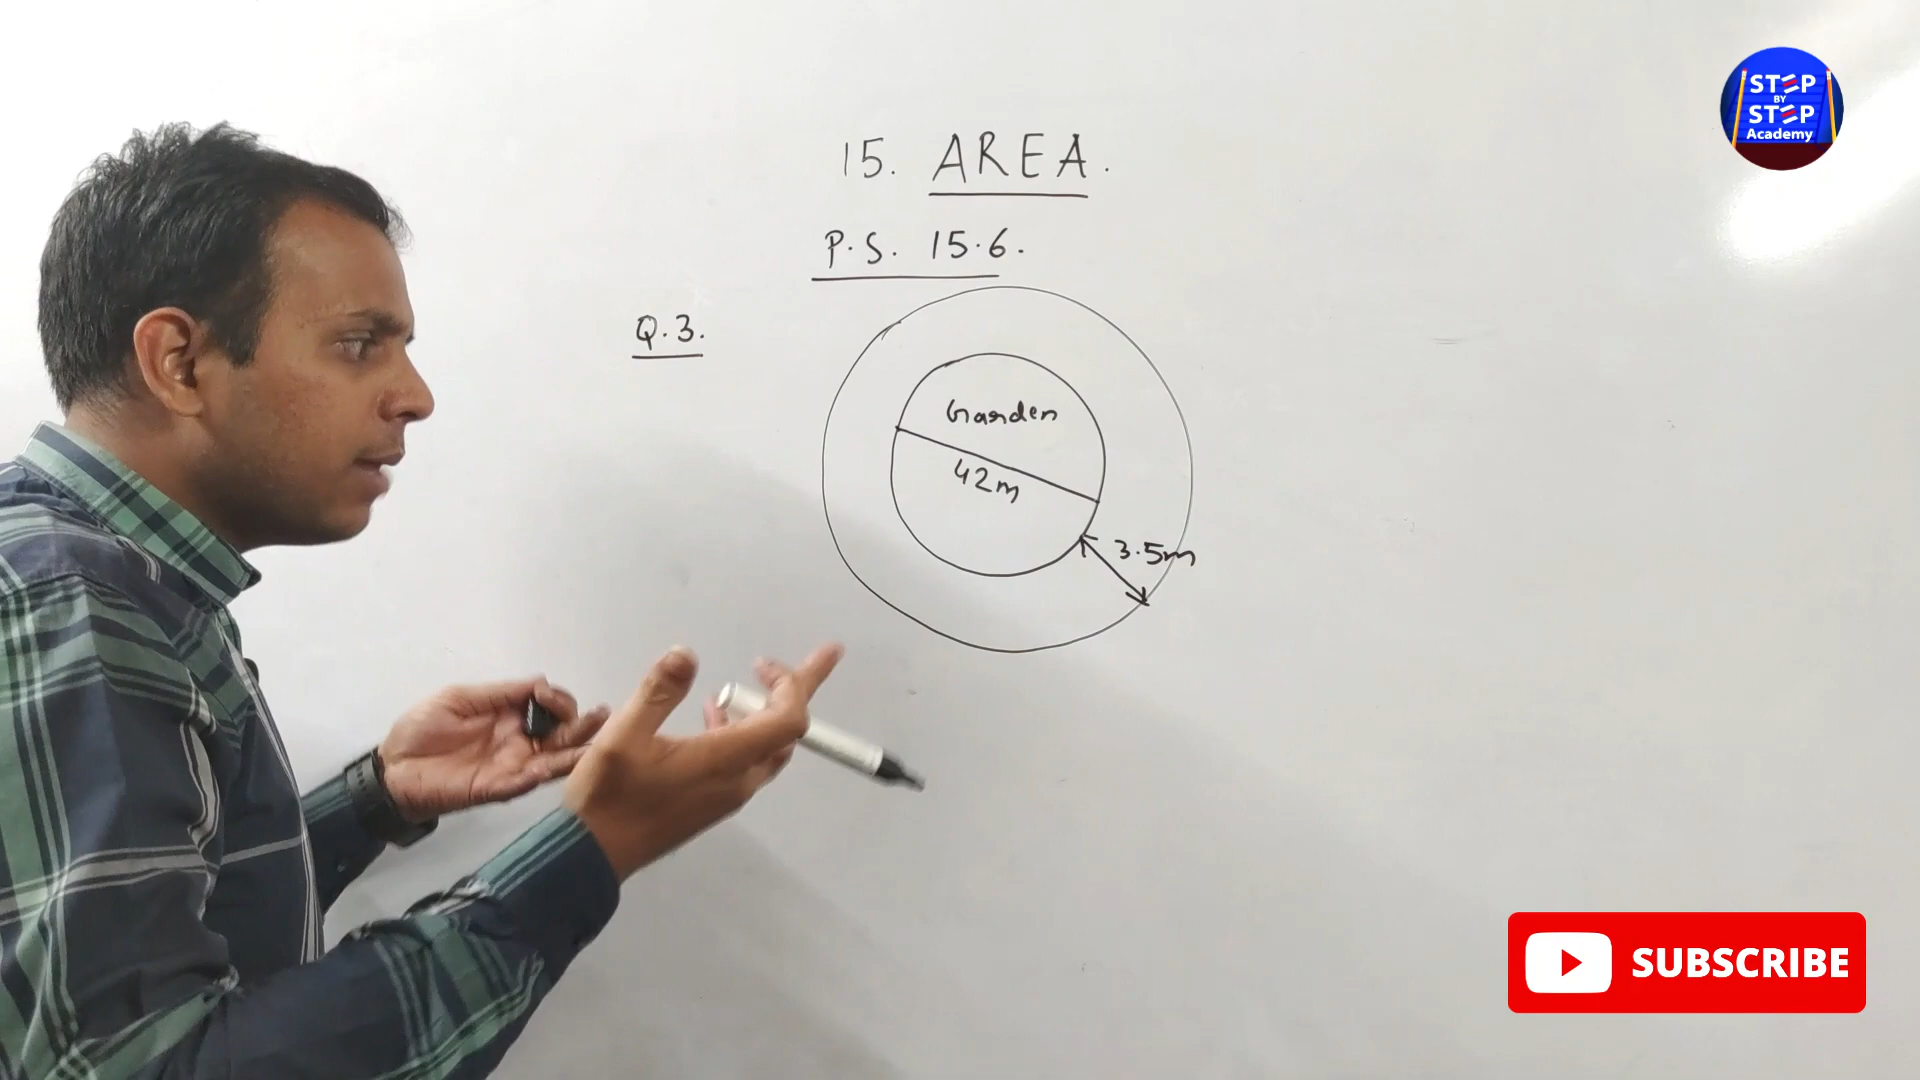 STEP
BY
STEP
Academy
15. AREA.
P.S. 15.6.
Q.3.
Garden
42m
3.5m
SUBSCRIBE